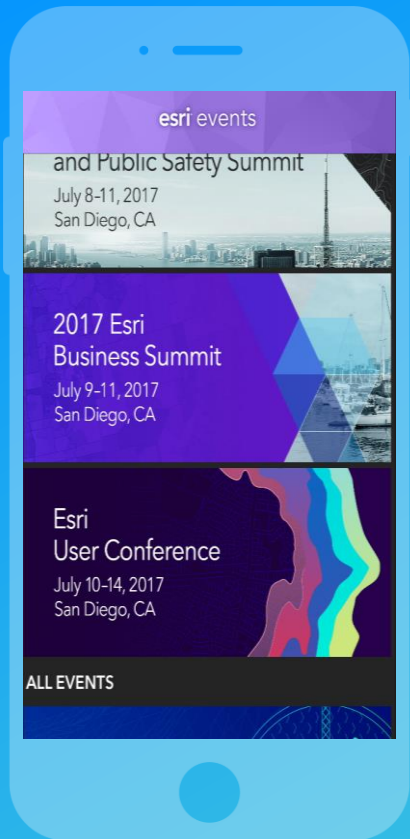 esri events
and Public Safety Summit
July 8-11, 2017
San Diego, CA
2017 Esri
Business Summit
July 9-11, 2017
San Diego, CA
Esri
User Conference
July 10-14, 2017
San Diego, CA
ALL EVENTS